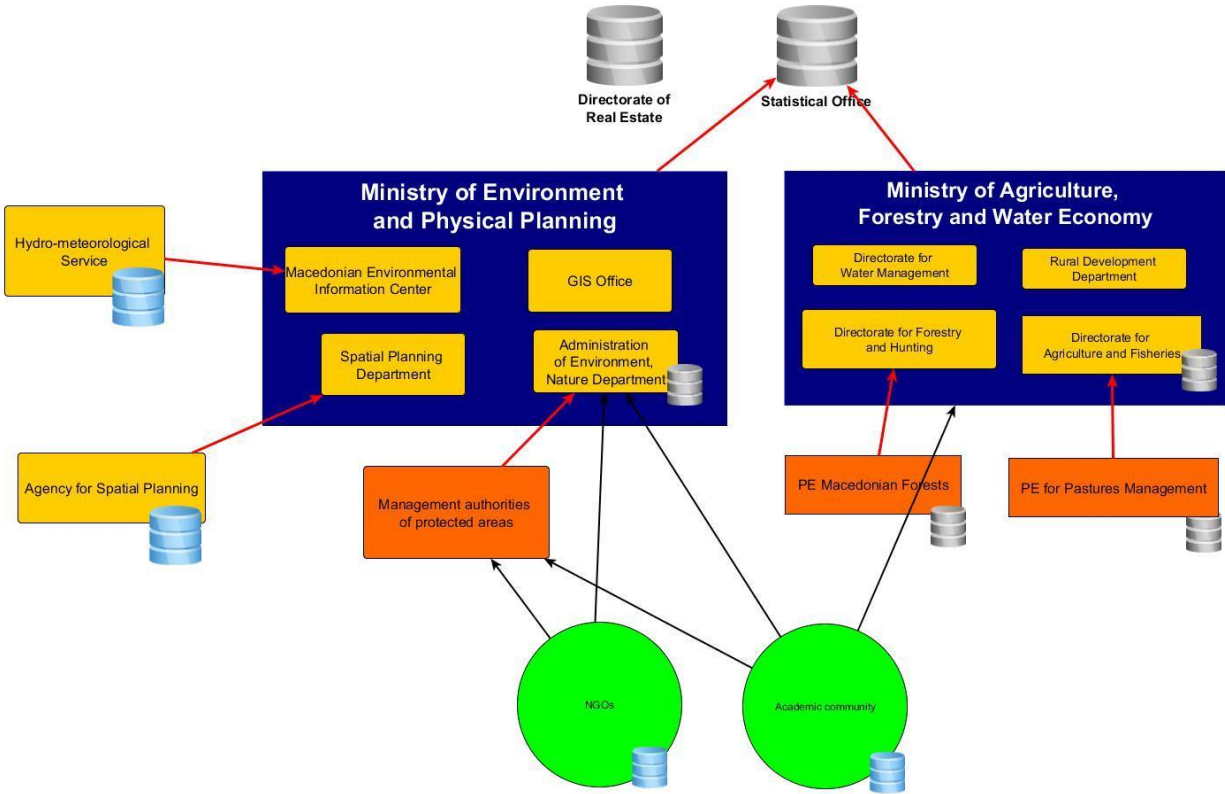 Directorate of
Real Estate
Statistical Office
Ministry of Environment
and Physical Planning
Ministry of Agriculture,
Forestry and Water Economy
Hydro-meteorological
Service
Macedonian Environmental
Information Center
GIS Office
Directorate for
Water Management
Rural Development
Department
Spatial Planning
Department
Administration
of Environment,
Nature Department
Directorate for Forestry
and Hunting
Directorate for
Agriculture and Fisheries
Agency for Spatial Planning
Management authorities
of protected areas
PE Macedonian Forests
PE for Pastures Management
NGOs
Academic community